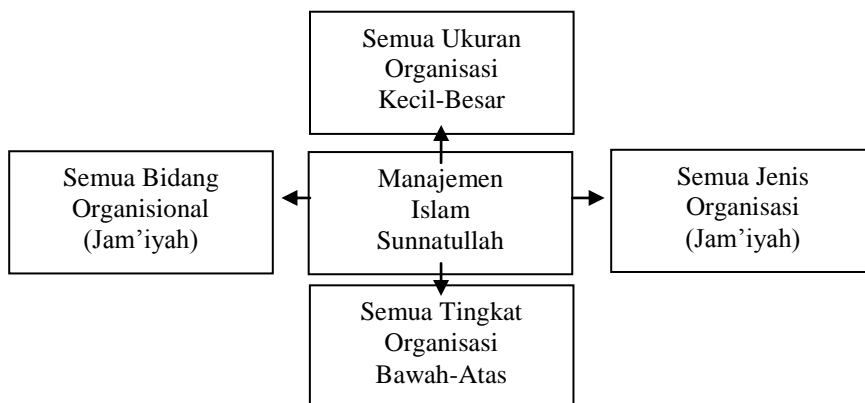 Semua Ukuran
Organisasi
Kecil-Besar
Semua Bidang
Organisional
(Jam’iyah)
Manajemen
Islam
Sunnatullah
Semua Jenis
Organisasi
(Jam’iyah)
Semua Tingkat
Organisasi
Bawah-Atas